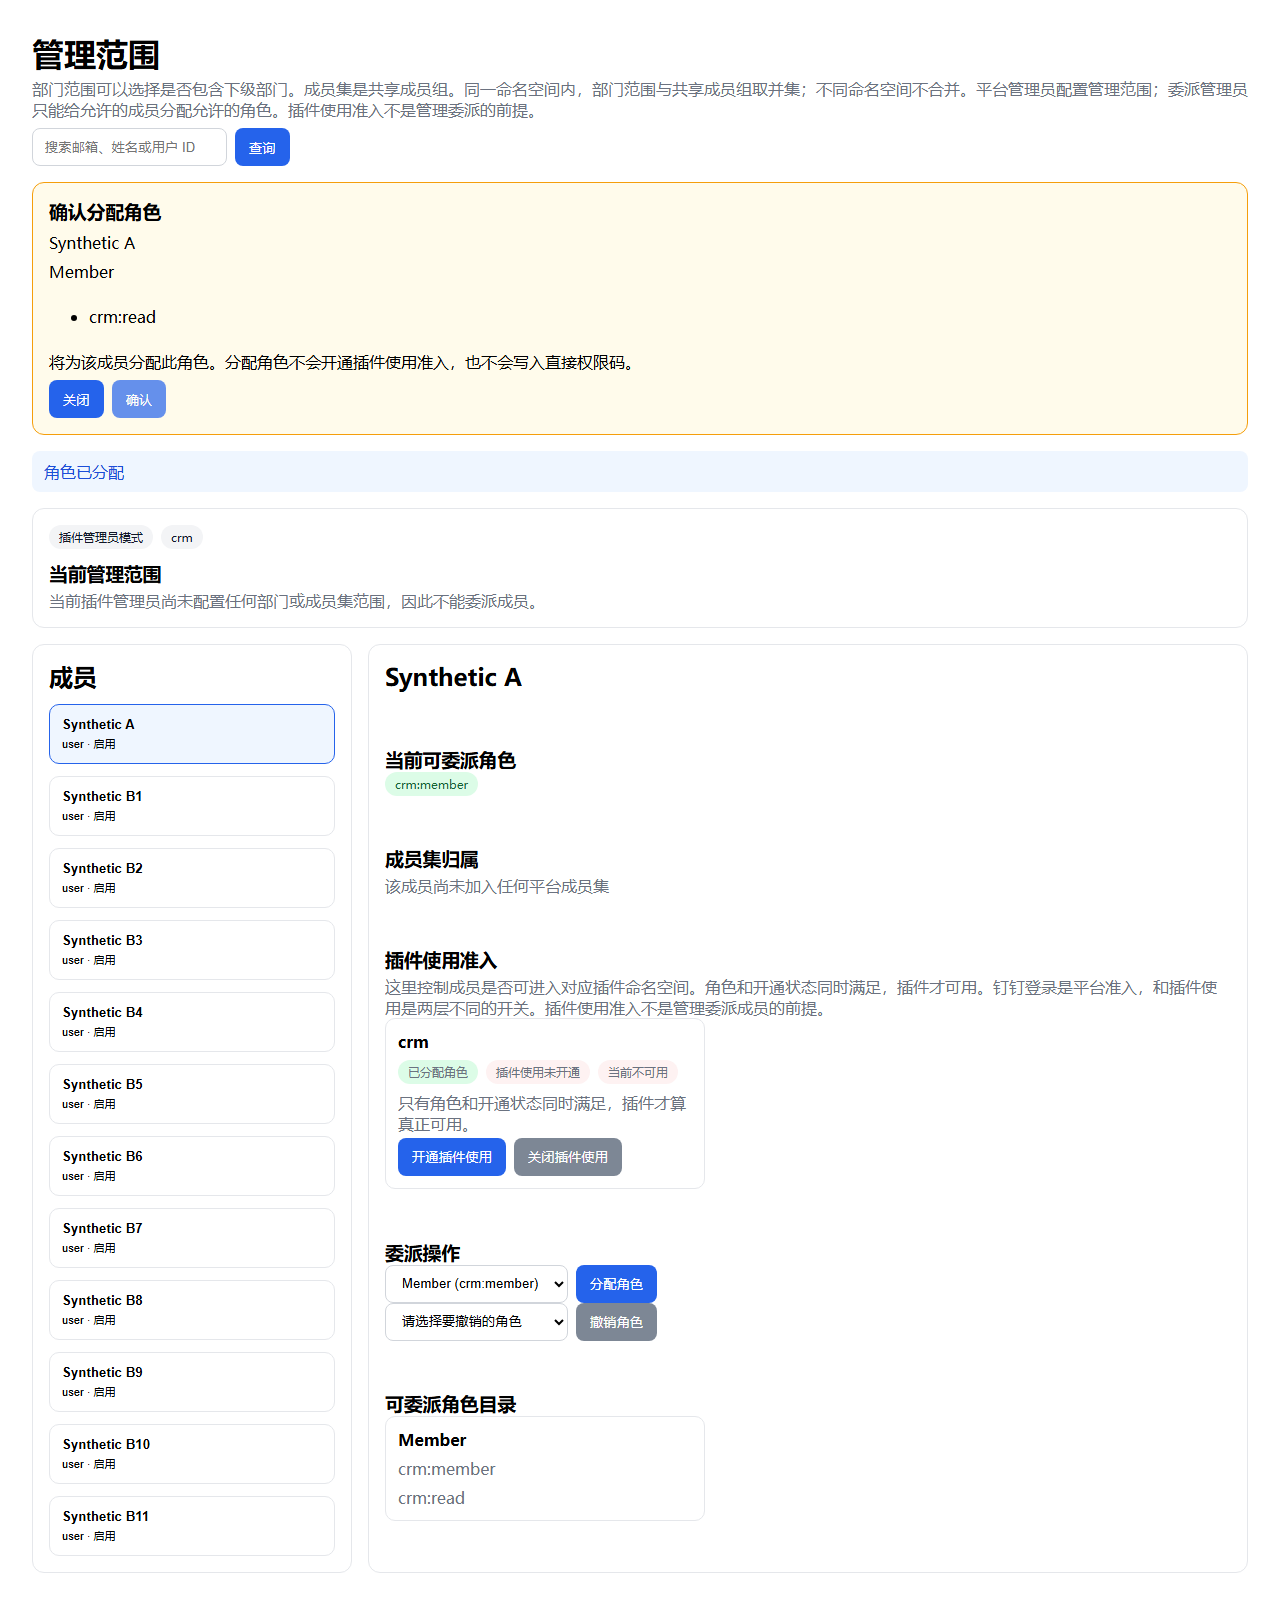 管理范围
部门范围可以选择是否包含下级部门。成员集是共享成员组。同一命名空间内，部门范围与共享成员组取并集；不同命名空间不合并。平台管理员配置管理范围；委派管理员
只能给允许的成员分配允许的角色。插件使用准入不是管理委派的前提。
搜索邮箱、姓名或用户 ID
查询
确认分配角色
Synthetic A
Member
• crm:read
将为该成员分配此角色。分配角色不会开通插件使用准入，也不会写入直接权限码。
关闭
确认
角色已分配
插件管理员模式
crm
当前管理范围
当前插件管理员尚未配置任何部门或成员集范围，因此不能委派成员。
成员
Synthetic A
user · 启用
Synthetic B1
user · 启用
Synthetic B2
user · 启用
Synthetic B3
user · 启用
Synthetic B4
user · 启用
Synthetic B5
user · 启用
Synthetic B6
user · 启用
Synthetic B7
user · 启用
Synthetic B8
user · 启用
Synthetic B9
user · 启用
Synthetic B10
user · 启用
Synthetic B11
user · 启用
Synthetic A
当前可委派角色
crm:member
成员集归属
该成员尚未加入任何平台成员集
插件使用准入
这里控制成员是否可进入对应插件命名空间。角色和开通状态同时满足，插件才可用。钉钉登录是平台准入，和插件使
用是两层不同的开关。插件使用准入不是管理委派成员的前提。
crm
已分配角色
插件使用未开通
当前不可用
只有角色和开通状态同时满足，插件才算
真正可用。
开通插件使用
关闭插件使用
委派操作
Member (crm:member)
分配角色
请选择要撤销的角色
撤销角色
可委派角色目录
Member
crm:member
crm:read